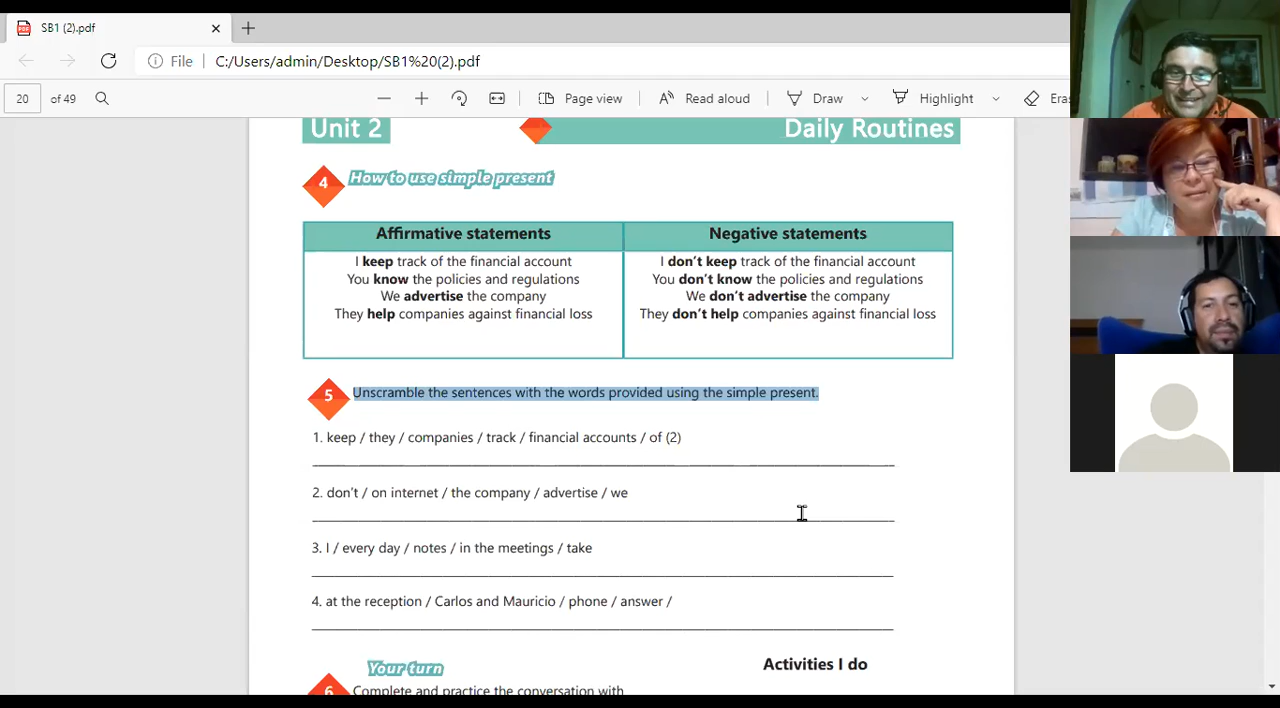 SB1 (2).pdf
File
C:/Users/admin/Desktop/SB1%20(2).pdf
20 of 49
Page view
Read aloud
Draw
Highlight
Eras
Unit 2
Daily Routines
4 How to use simple present
Affirmative statements
I keep track of the financial account
You know the policies and regulations
We advertise the company
They help companies against financial loss
Negative statements
I don't keep track of the financial account
You don't know the policies and regulations
We don't advertise the company
They don't help companies against financial loss
5 Unscramble the sentences with the words provided using the simple present.
1. keep / they / companies / track / financial accounts / of (2)
2. don't / on internet / the company / advertise / we
3. I / every day / notes / in the meetings / take
4. at the reception / Carlos and Mauricio / phone / answer /
Your turn
Activities I do
6 Complete and practice the conversation with